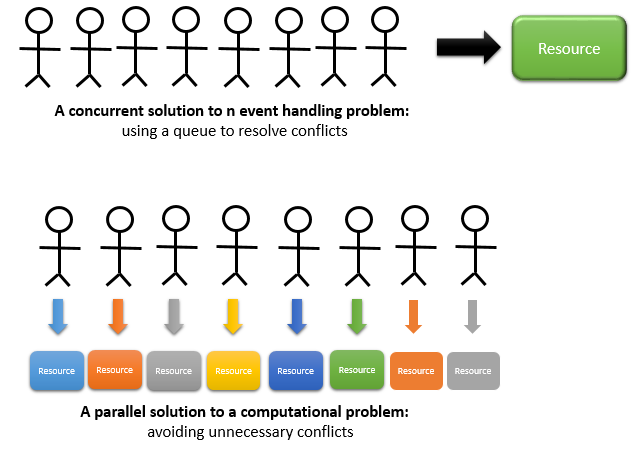 Resource
A concurrent solution to n event handling problem:
using a queue to resolve conflicts
Resource Resource Resource Resource Resource Resource Resource Resource
A parallel solution to a computational problem:
avoiding unnecessary conflicts